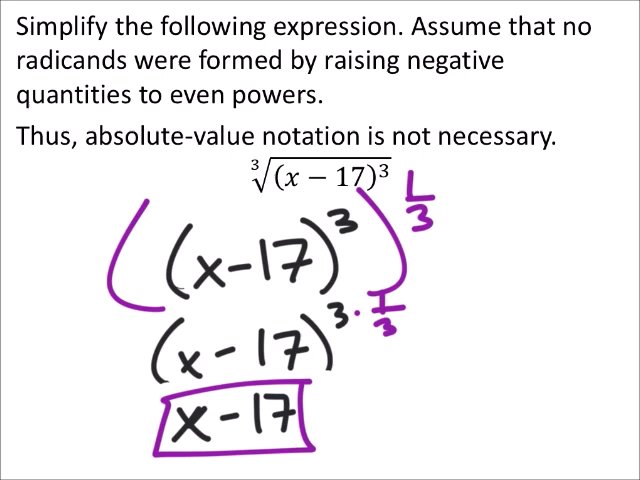 Simplify the following expression. Assume that no
radicands were formed by raising negative
quantities to even powers.
Thus, absolute-value notation is not necessary.
∛(x − 17)³
((x-17)³)^1/3
(x-17)^3·1/3
x-17